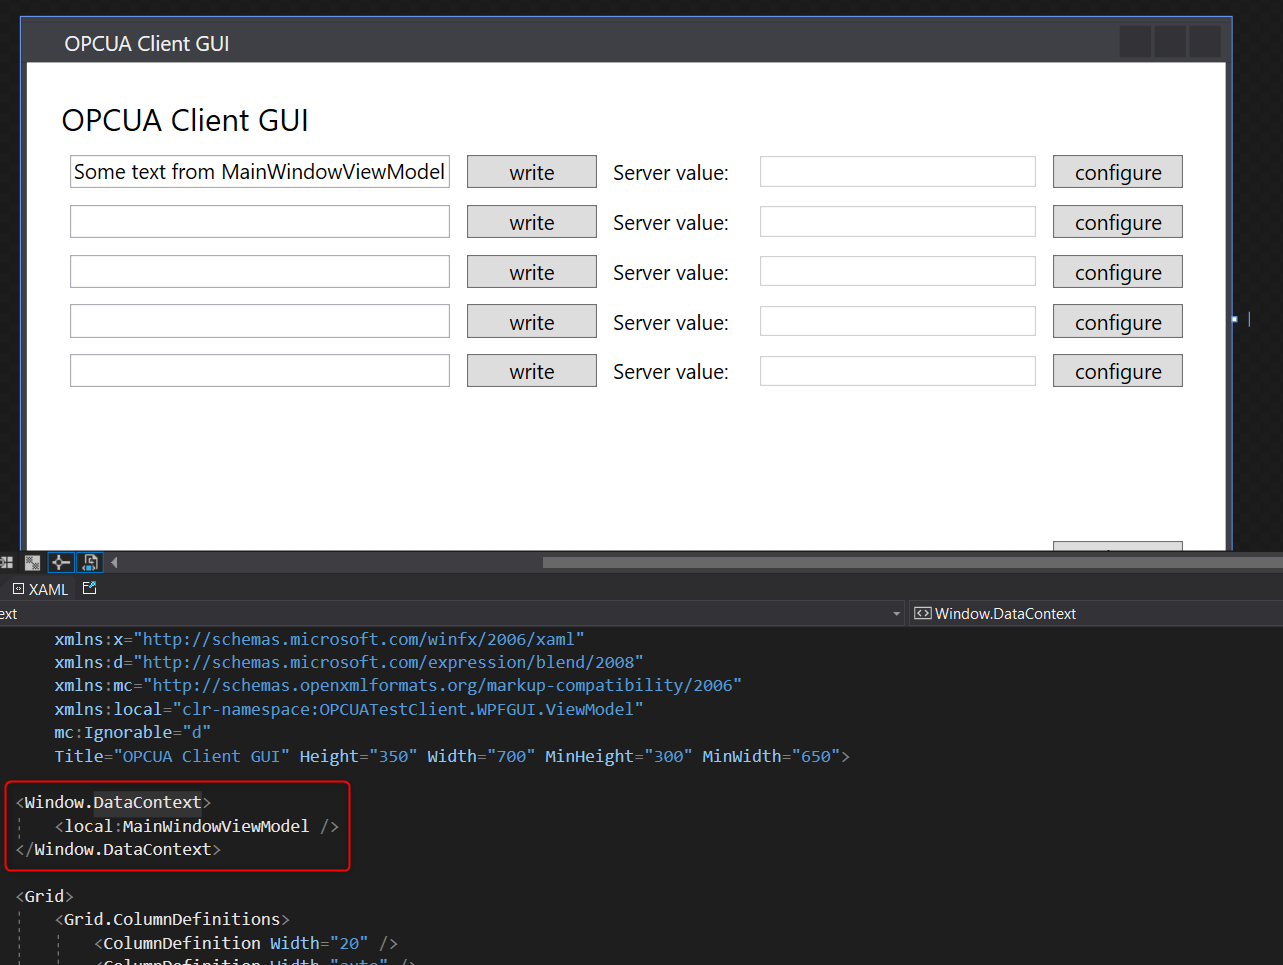 OPCUA Client GUI
OPCUA Client GUI
Some text from MainWindowViewModel write Server value: configure
write Server value: configure
write Server value: configure
write Server value: configure
write Server value: configure
XAML
ext Window.DataContext
xmlns:x="http://schemas.microsoft.com/winfx/2006/xaml"
xmlns:d="http://schemas.microsoft.com/expression/blend/2008"
xmlns:mc="http://schemas.openxmlformats.org/markup-compatibility/2006"
xmlns:local="clr-namespace:OPCUATestClient.WPFGUI.ViewModel"
mc:Ignorable="d"
Title="OPCUA Client GUI" Height="350" Width="700" MinHeight="300" MinWidth="650">
<Window.DataContext>
<local:MainWindowViewModel />
</Window.DataContext>
<Grid>
<Grid.ColumnDefinitions>
<ColumnDefinition Width="20" />
<ColumnDefinition Width="auto" />